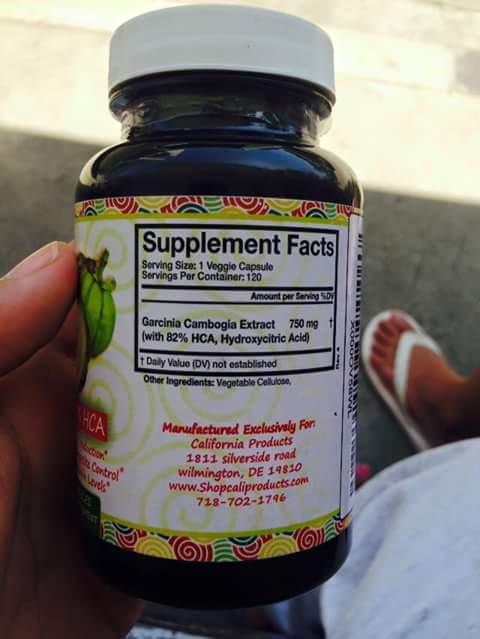 Supplement Facts
Serving Size: 1 Veggie Capsule
Servings Per Container: 120
Amount per Serving %DV
Garcinia Cambogia Extract 750 mg †
(with 82% HCA, Hydroxycitric Acid)
† Daily Value (DV) not established
Other Ingredients: Vegetable Cellulose,
HCA
Control*
Levels*
Manufactured Exclusively For:
California Products
1811 silverside road
wilmington, DE 19810
www.Shopcaliproducts.com
718-702-1796